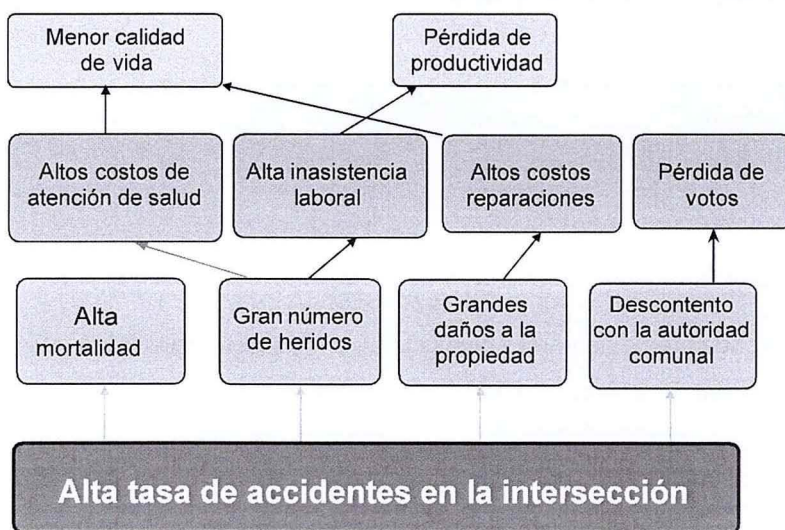 Menor calidad
de vida
Pérdida de
productividad
Altos costos de
atención de salud
Alta inasistencia
laboral
Altos costos
reparaciones
Pérdida de
votos
Alta
mortalidad
Gran número
de heridos
Grandes
daños a la
propiedad
Descontento
con la autoridad
comunal
Alta tasa de accidentes en la intersección